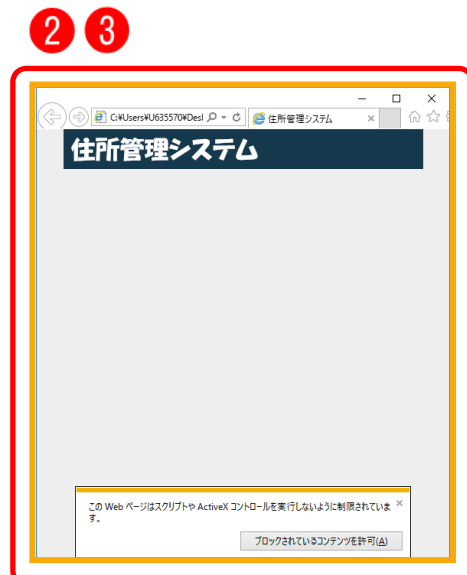 2 3
C:¥Users¥U635570¥Desl
住所管理システム
住所管理システム
この Web ページはスクリプトや ActiveX コントロールを実行しないように制限されていま
す。
ブロックされているコンテンツを許可(A)